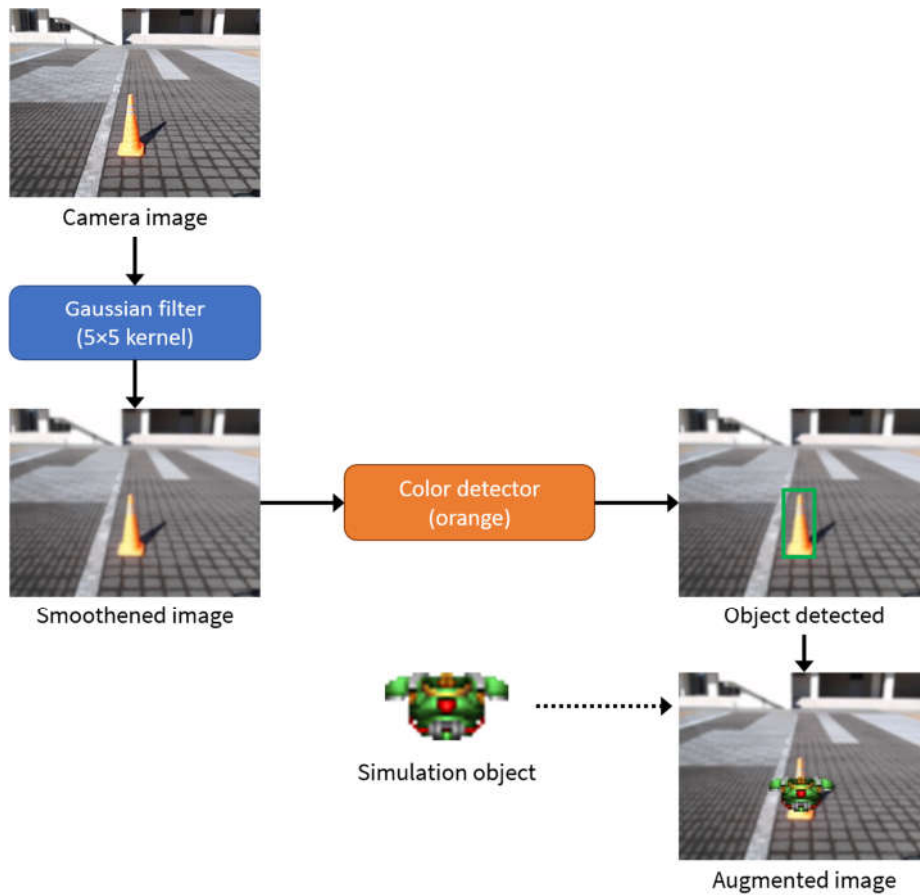 Camera image
Gaussian filter
(5×5 kernel)
Smoothened image
Color detector
(orange)
Object detected
Simulation object
Augmented image